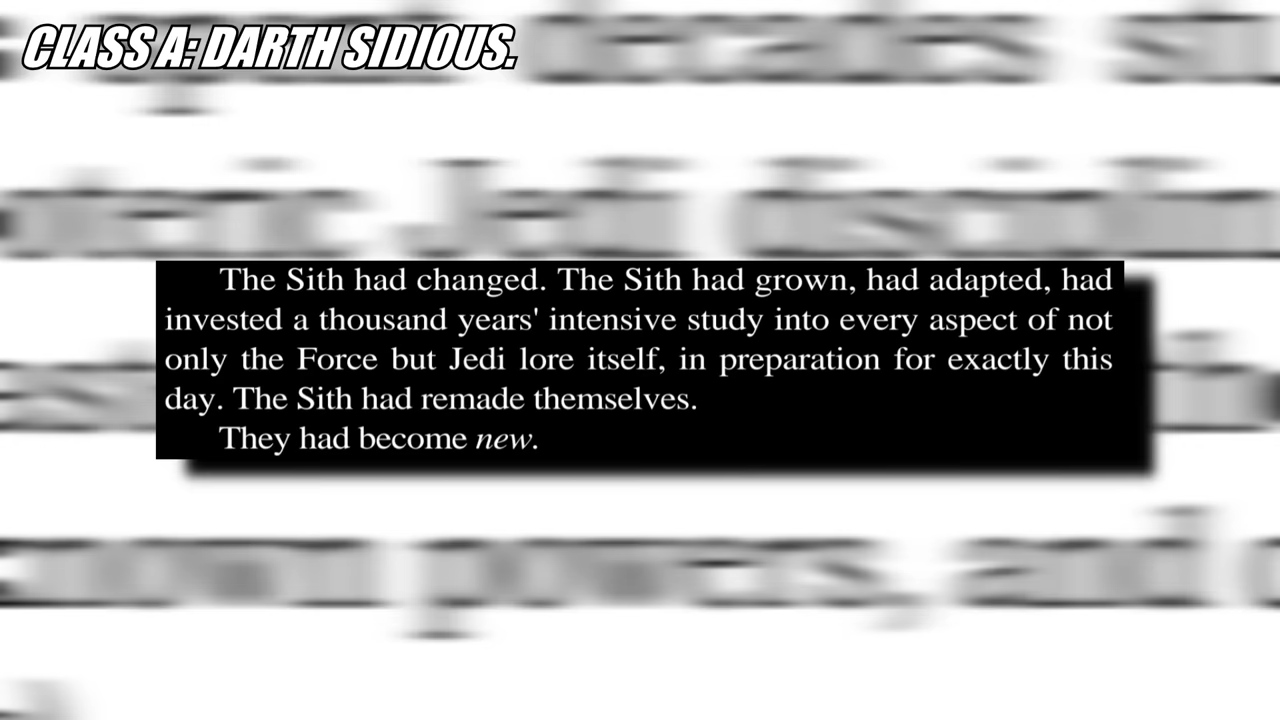 CLASS A: DARTH SIDIOUS.
The Sith had changed. The Sith had grown, had adapted, had
invested a thousand years' intensive study into every aspect of not
only the Force but Jedi lore itself, in preparation for exactly this
day. The Sith had remade themselves.
They had become new.